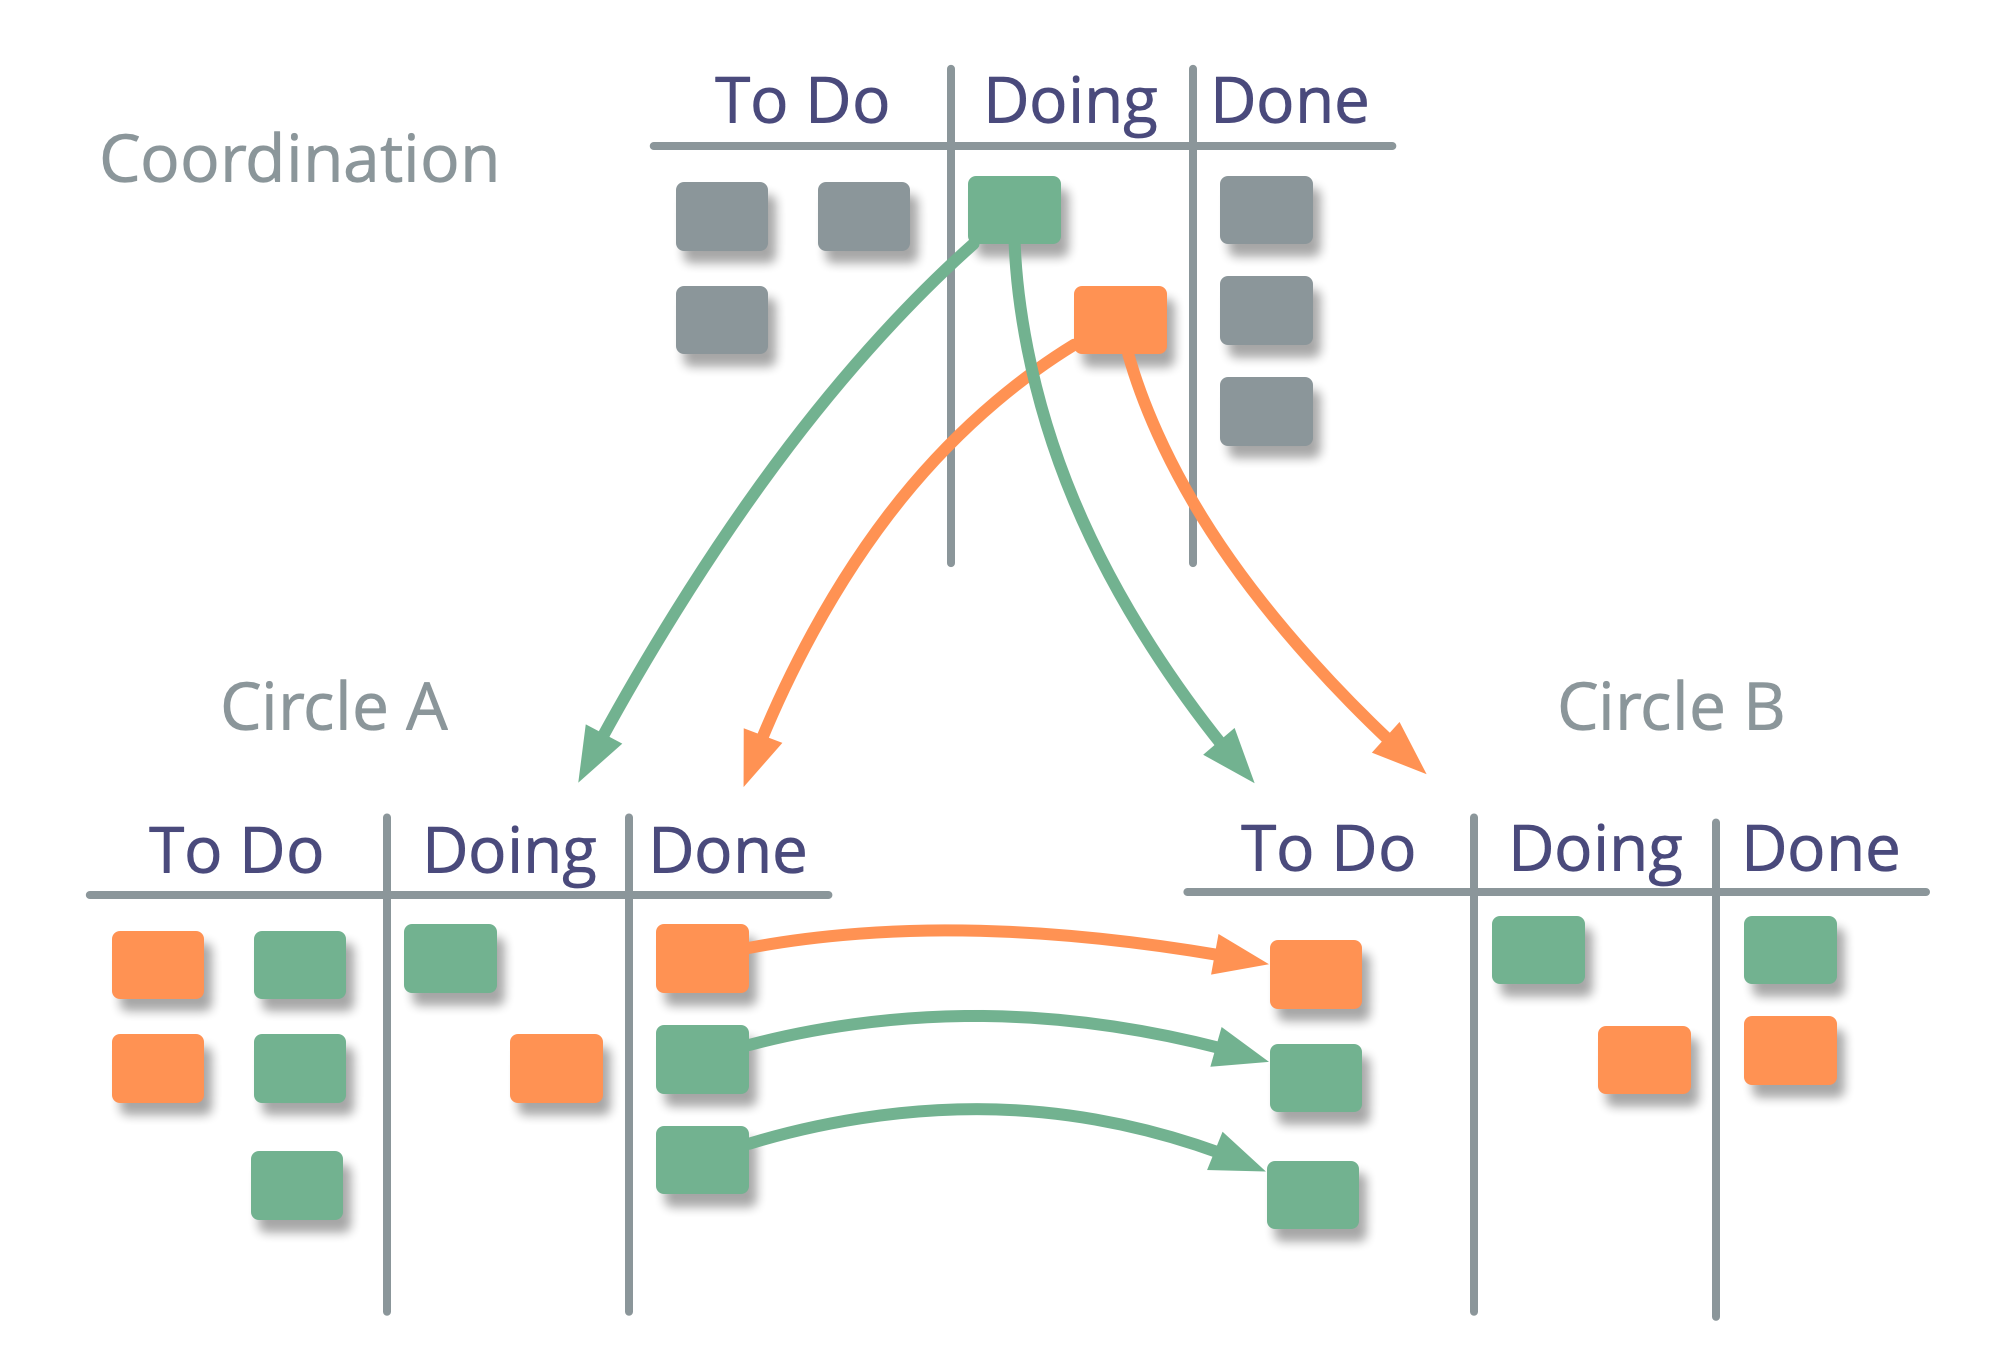 Coordination
To Do Doing Done
Circle A
Circle B
To Do Doing Done
To Do Doing Done